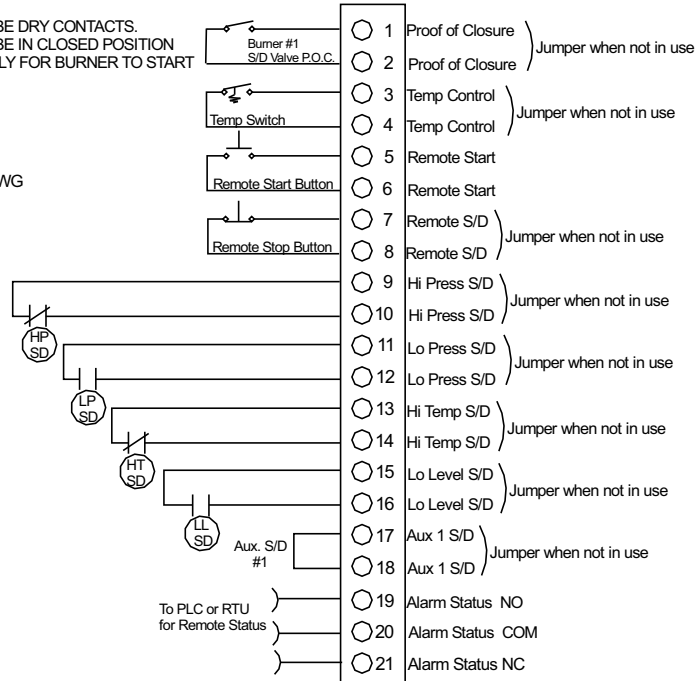 BE DRY CONTACTS.
BE IN CLOSED POSITION
LY FOR BURNER TO START
WG
Burner #1
S/D Valve P.O.C.
1 Proof of Closure
2 Proof of Closure
Jumper when not in use
Temp Switch
3 Temp Control
4 Temp Control
Jumper when not in use
Remote Start Button
5 Remote Start
6 Remote Start
Remote Stop Button
7 Remote S/D
8 Remote S/D
Jumper when not in use
HP
SD
9 Hi Press S/D
10 Hi Press S/D
Jumper when not in use
LP
SD
11 Lo Press S/D
12 Lo Press S/D
Jumper when not in use
HT
SD
13 Hi Temp S/D
14 Hi Temp S/D
Jumper when not in use
LL
SD
15 Lo Level S/D
16 Lo Level S/D
Jumper when not in use
Aux. S/D
#1
17 Aux 1 S/D
18 Aux 1 S/D
Jumper when not in use
To PLC or RTU
for Remote Status
19 Alarm Status NO
20 Alarm Status COM
21 Alarm Status NC